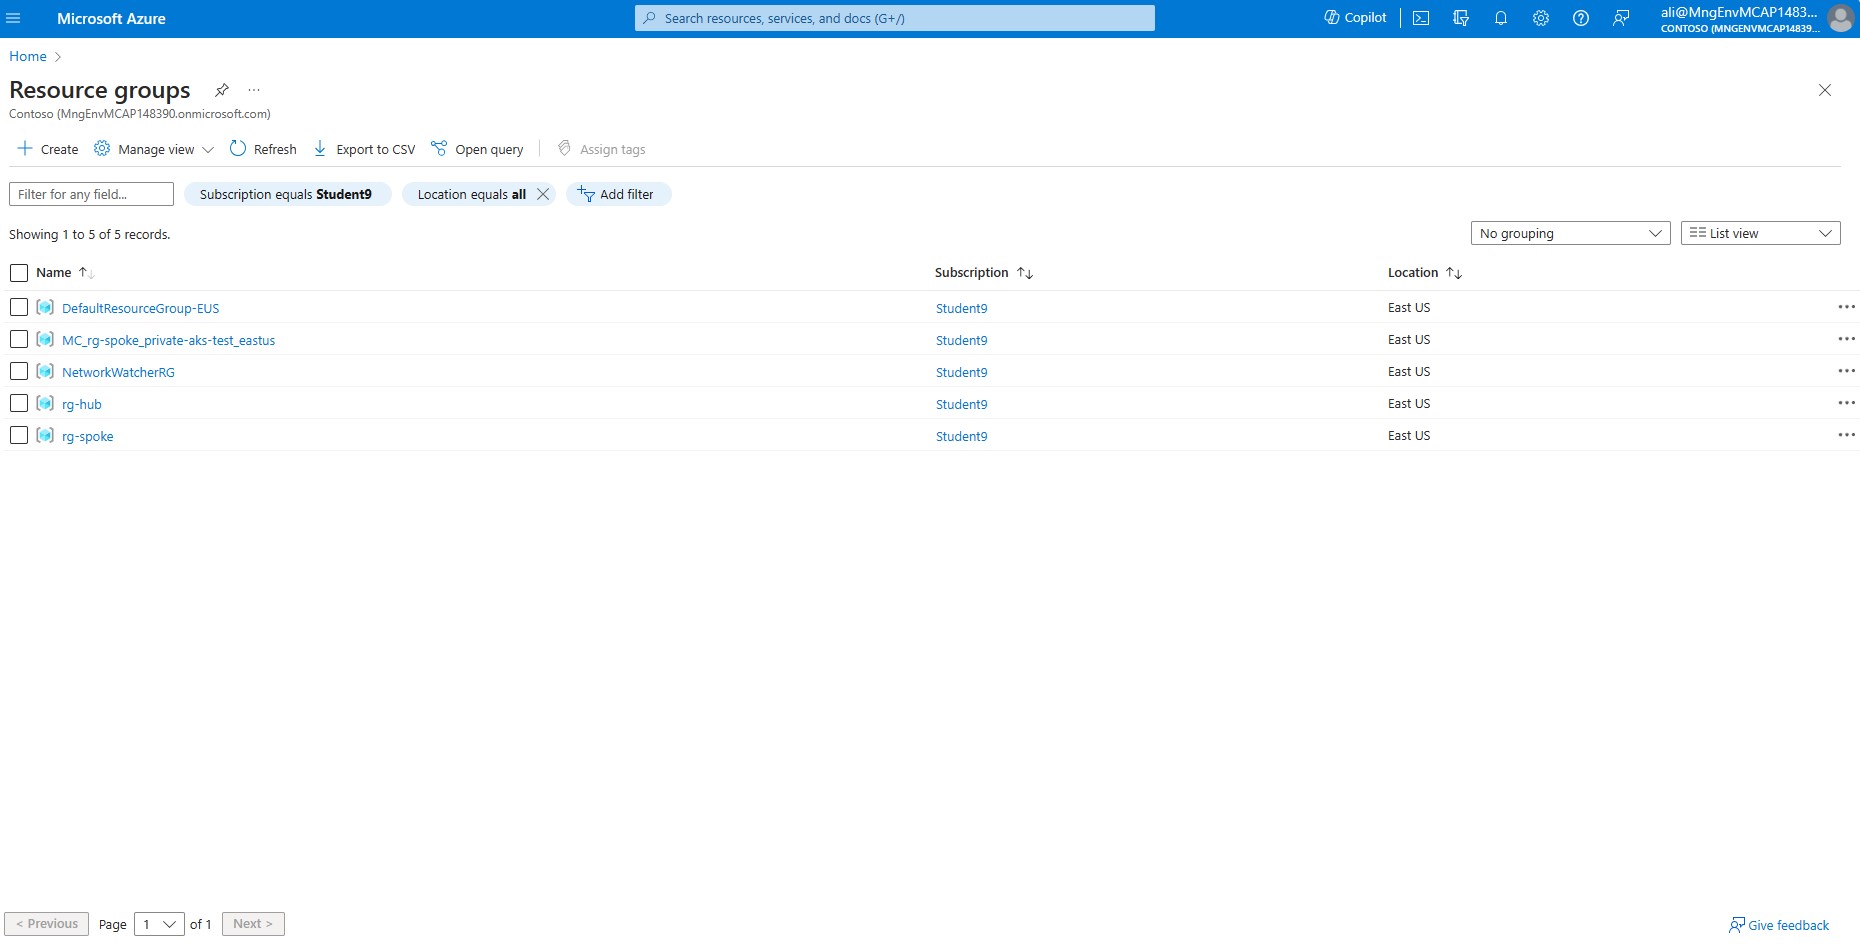 Microsoft Azure
Search resources, services, and docs (G+/)
Copilot
ali@MngEnvMCAP1483...
CONTOSO (MNGENVMCAP14839...
Home
Resource groups
Contoso (MngEnvMCAP148390.onmicrosoft.com)
Create Manage view Refresh Export to CSV Open query Assign tags
Filter for any field... Subscription equals Student9 Location equals all Add filter
Showing 1 to 5 of 5 records. No grouping List view
Name Subscription Location
DefaultResourceGroup-EUS Student9 East US
MC_rg-spoke_private-aks-test_eastus Student9 East US
NetworkWatcherRG Student9 East US
rg-hub Student9 East US
rg-spoke Student9 East US
< Previous Page 1 of 1 Next > Give feedback